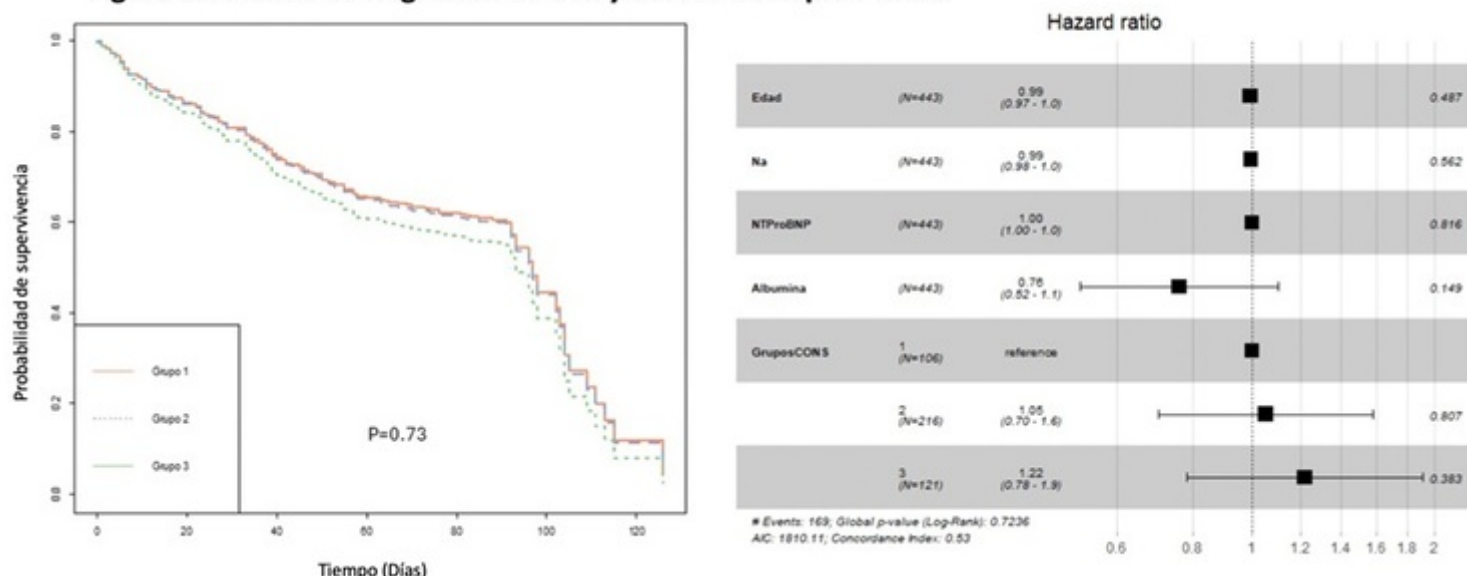 Hazard ratio
1.0
0.8
0.6
0.4
0.2
0.0
Probabilidad de supervivencia
Grupo 1
Grupo 2
Grupo 3
P=0.73
0 20 40 60 80 100 120
Tiempo (Días)
Edad (N=443) 0.99 0.487
(0.97 - 1.0)
Na (N=443) 0.99 0.562
(0.98 - 1.0)
NTProBNP (N=443) 1.00 0.816
(1.00 - 1.0)
Albumina (N=443) 0.76 0.149
(0.52 - 1.1)
GruposCONS 1 reference
(N=106)
2 1.05 0.807
(N=216) (0.70 - 1.6)
3 1.22 0.383
(N=121) (0.78 - 1.9)
# Events: 169; Global p-value (Log-Rank): 0.7236
AIC: 1810.11; Concordance Index: 0.53
0.6 0.8 1 1.2 1.4 1.6 1.8 2